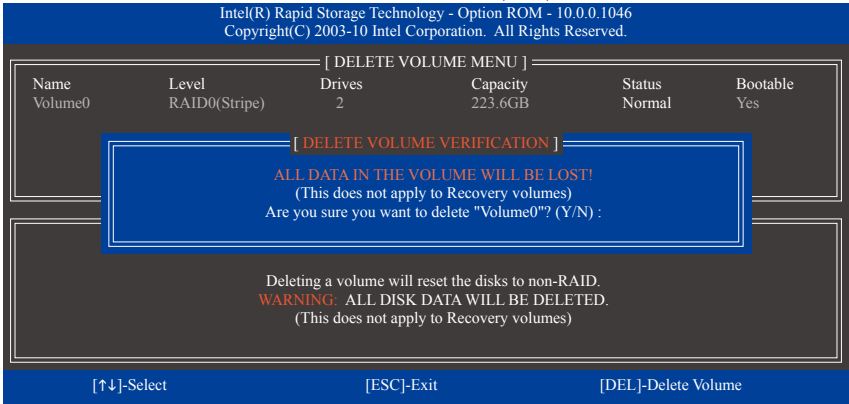 Intel(R) Rapid Storage Technology - Option ROM - 10.0.0.1046
Copyright(C) 2003-10 Intel Corporation. All Rights Reserved.
[ DELETE VOLUME MENU ]
Name Level Drives Capacity Status Bootable
Volume0 RAID0(Stripe) 2 223.6GB Normal Yes
[ DELETE VOLUME VERIFICATION ]
ALL DATA IN THE VOLUME WILL BE LOST!
(This does not apply to Recovery volumes)
Are you sure you want to delete "Volume0"? (Y/N) :
Deleting a volume will reset the disks to non-RAID.
WARNING: ALL DISK DATA WILL BE DELETED.
(This does not apply to Recovery volumes)
[↑↓]-Select [ESC]-Exit [DEL]-Delete Volume